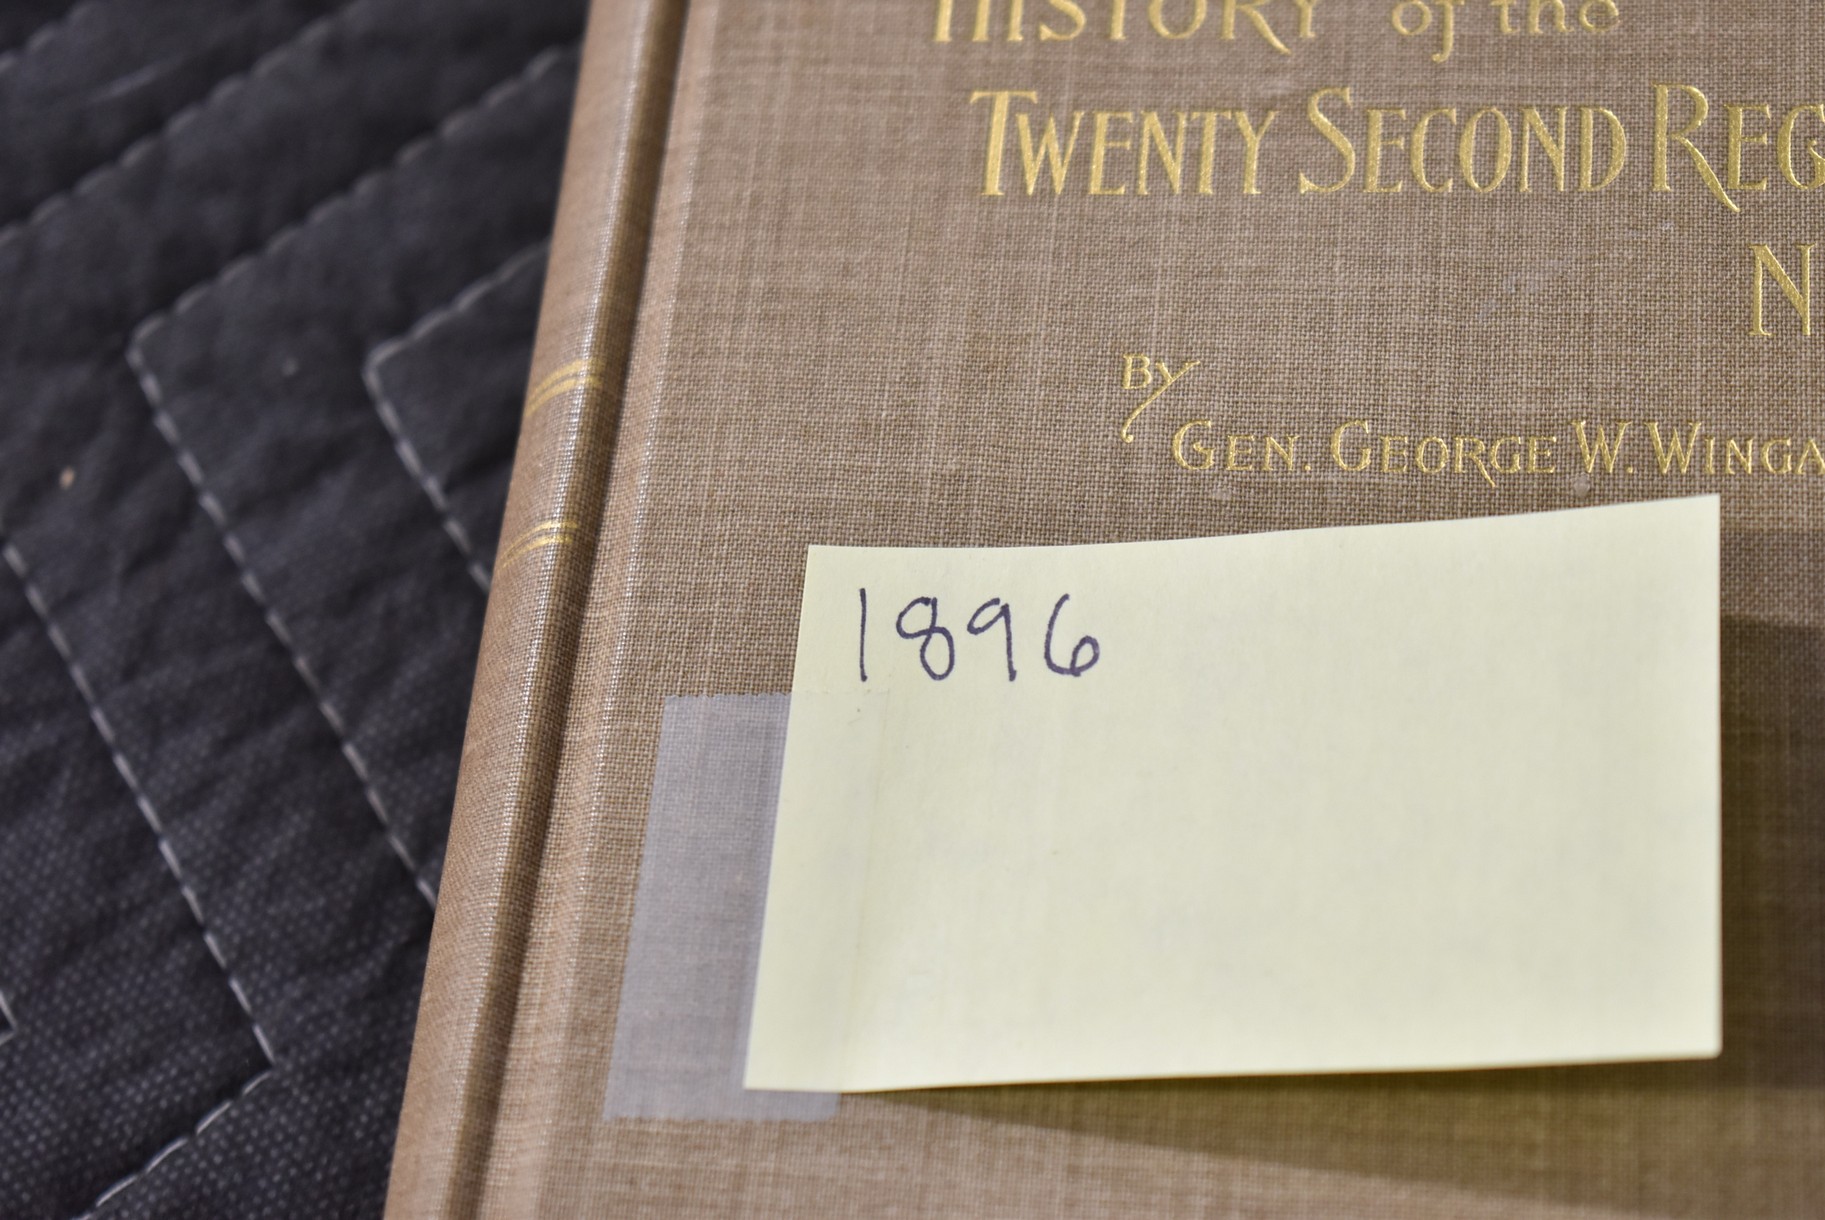 HISTORY of the
TWENTY SECOND REG
N
By
GEN. GEORGE W. WINGA
1896